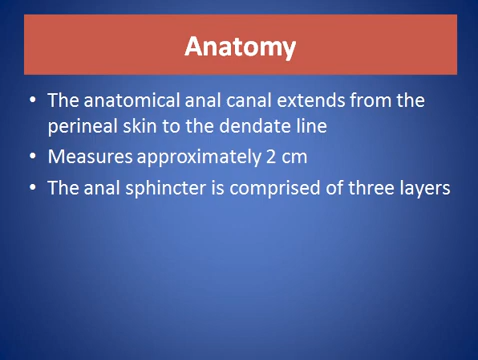 Anatomy
• The anatomical anal canal extends from the
perineal skin to the dendate line
• Measures approximately 2 cm
• The anal sphincter is comprised of three layers